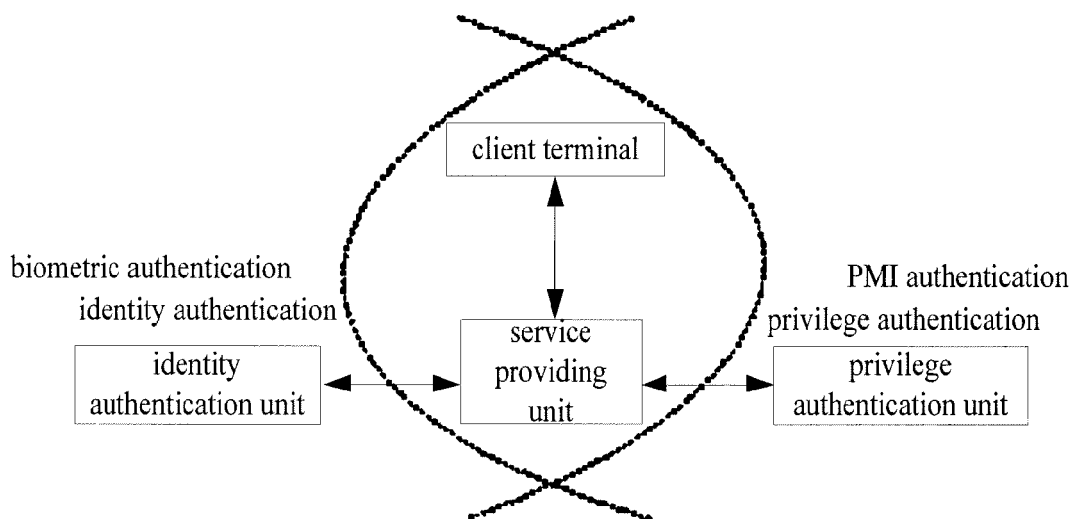 client terminal
biometric authentication
identity authentication
PMI authentication
privilege authentication
identity
authentication unit
service
providing
unit
privilege
authentication unit